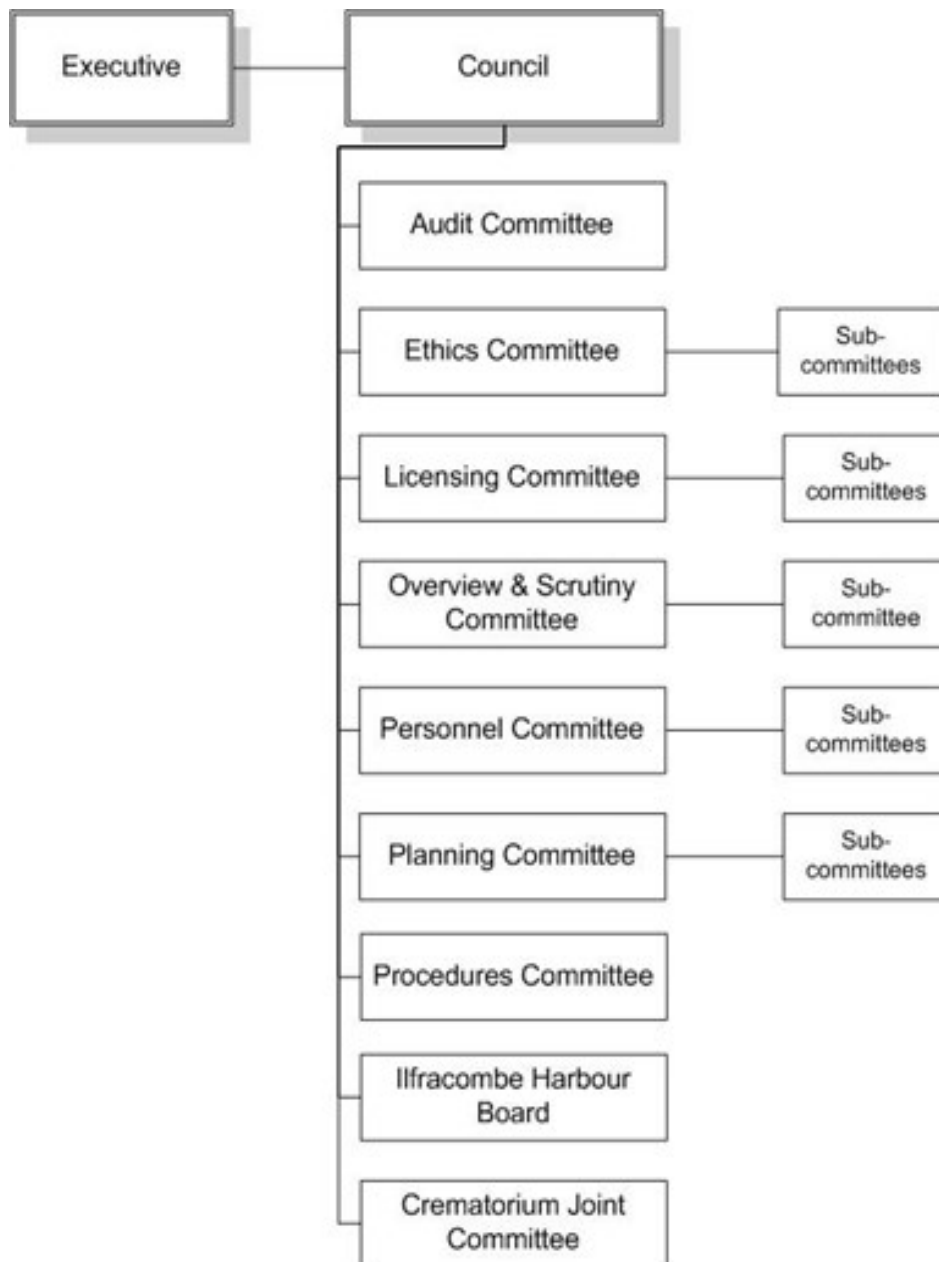 Executive
Council
Audit Committee
Ethics Committee
Sub-
committees
Licensing Committee
Sub-
committees
Overview & Scrutiny
Committee
Sub-
committee
Personnel Committee
Sub-
committees
Planning Committee
Sub-
committees
Procedures Committee
Ilfracombe Harbour
Board
Crematorium Joint
Committee